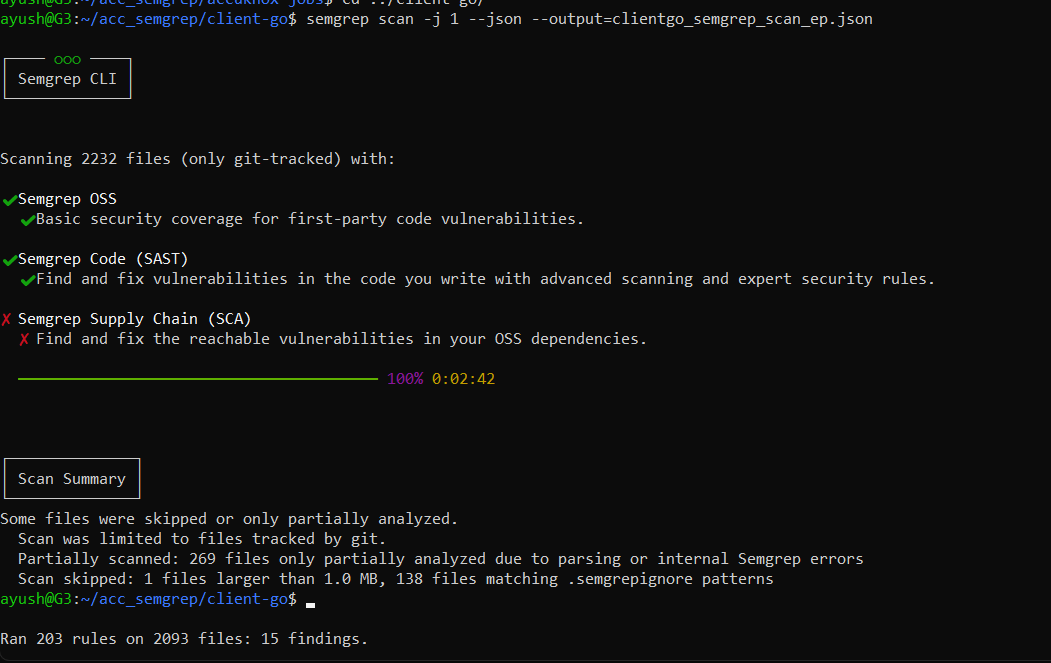 ayush@G3:~/acc_semgrep/accuknox-jobs$ cd ../client-go/
ayush@G3:~/acc_semgrep/client-go$ semgrep scan -j 1 --json --output=clientgo_semgrep_scan_ep.json
ooo
Semgrep CLI
Scanning 2232 files (only git-tracked) with:
✔Semgrep OSS
✔Basic security coverage for first-party code vulnerabilities.
✔Semgrep Code (SAST)
✔Find and fix vulnerabilities in the code you write with advanced scanning and expert security rules.
✗ Semgrep Supply Chain (SCA)
✗ Find and fix the reachable vulnerabilities in your OSS dependencies.
100% 0:02:42
Scan Summary
Some files were skipped or only partially analyzed.
Scan was limited to files tracked by git.
Partially scanned: 269 files only partially analyzed due to parsing or internal Semgrep errors
Scan skipped: 1 files larger than 1.0 MB, 138 files matching .semgrepignore patterns
ayush@G3:~/acc_semgrep/client-go$
Ran 203 rules on 2093 files: 15 findings.